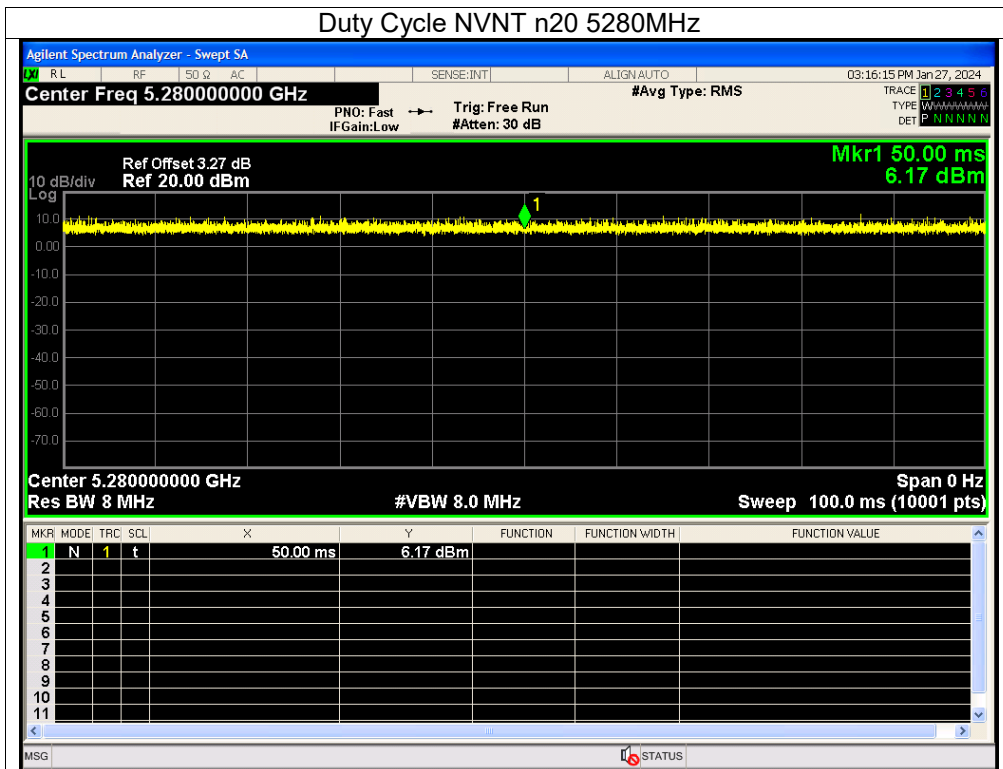 Duty Cycle NVNT n20 5280MHz
Agilent Spectrum Analyzer - Swept SA
LXI RL RF 50 Ω AC SENSE:INT ALIGN AUTO 03:16:15 PM Jan 27, 2024
Center Freq 5.280000000 GHz #Avg Type: RMS TRACE 1 2 3 4 5 6
PNO: Fast Trig: Free Run TYPE WWWWWW
IFGain:Low #Atten: 30 dB DET P N N N N N
Mkr1 50.00 ms
Ref Offset 3.27 dB
10 dB/div Ref 20.00 dBm 6.17 dBm
Log
1
10.0
0.00
-10.0
-20.0
-30.0
-40.0
-50.0
-60.0
-70.0
Center 5.280000000 GHz Span 0 Hz
Res BW 8 MHz #VBW 8.0 MHz Sweep 100.0 ms (10001 pts)
MKR MODE TRC SCL X Y FUNCTION FUNCTION WIDTH FUNCTION VALUE
1 N 1 t 50.00 ms 6.17 dBm
2
3
4
5
6
7
8
9
10
11
MSG STATUS